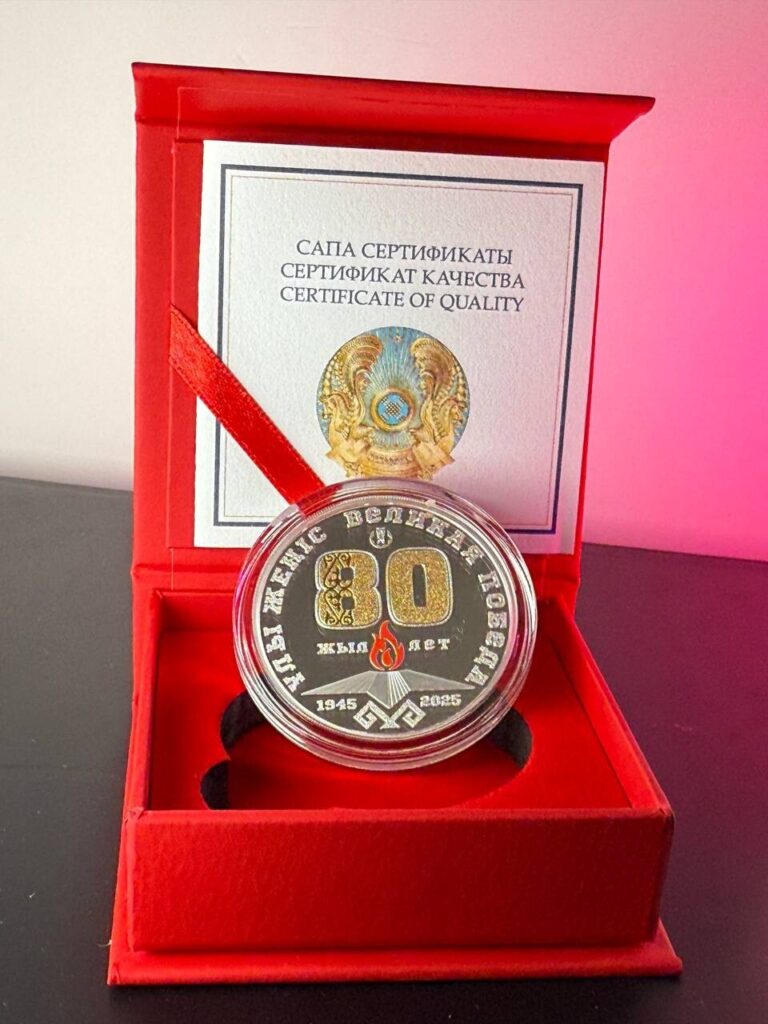 САПА СЕРТИФИКАТЫ
СЕРТИФИКАТ КАЧЕСТВА
CERTIFICATE OF QUALITY
ҰЛЫ ЖЕҢІС ВЕЛИКАЯ ПОБЕДА
80
ЖЫЛ ЛЕТ
1945 2025